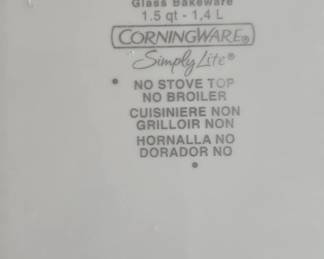 Glass Bakeware
1.5 qt - 1,4 L
CORNINGWARE®
Simply Lite®
NO STOVE TOP
NO BROILER
CUISINIERE NON
GRILLOIR NON
HORNALLA NO
DORADOR NO